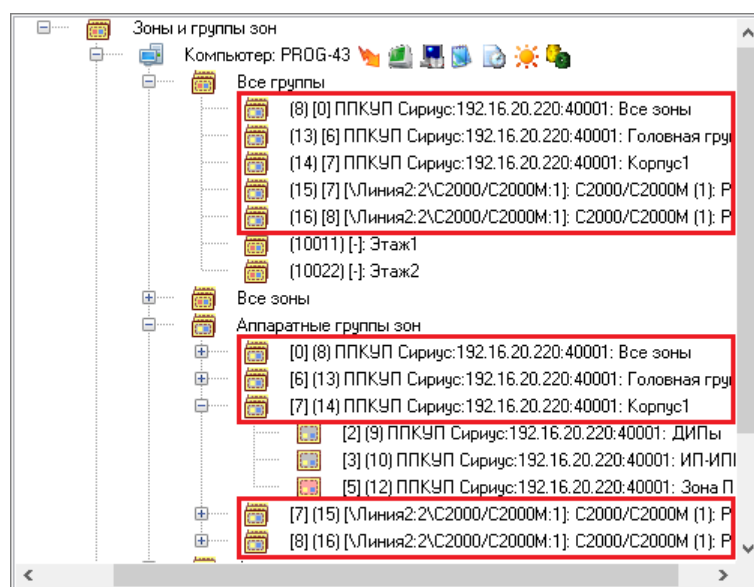 Зоны и группы зон
Компьютер: PROG-43
Все группы
(8) [0] ППКУП Сириус:192.16.20.220:40001: Все зоны
(13) [6] ППКУП Сириус:192.16.20.220:40001: Головная гру
(14) [7] ППКУП Сириус:192.16.20.220:40001: Корпус1
(15) [7] [\Линия2:2\С2000/С2000М:1]: С2000/С2000М (1): Р
(16) [8] [\Линия2:2\С2000/С2000М:1]: С2000/С2000М (1): Р
(10011) [-]: Этаж1
(10022) [-]: Этаж2
Все зоны
Аппаратные группы зон
[0] (8) ППКУП Сириус:192.16.20.220:40001: Все зоны
[6] (13) ППКУП Сириус:192.16.20.220:40001: Головная гру
[7] (14) ППКУП Сириус:192.16.20.220:40001: Корпус1
[2] (9) ППКУП Сириус:192.16.20.220:40001: ДИПы
[3] (10) ППКУП Сириус:192.16.20.220:40001: ИП-ИП
[5] (12) ППКУП Сириус:192.16.20.220:40001: Зона П
[7] (15) [\Линия2:2\С2000/С2000М:1]: С2000/С2000М (1): Р
[8] (16) [\Линия2:2\С2000/С2000М:1]: С2000/С2000М (1): Р